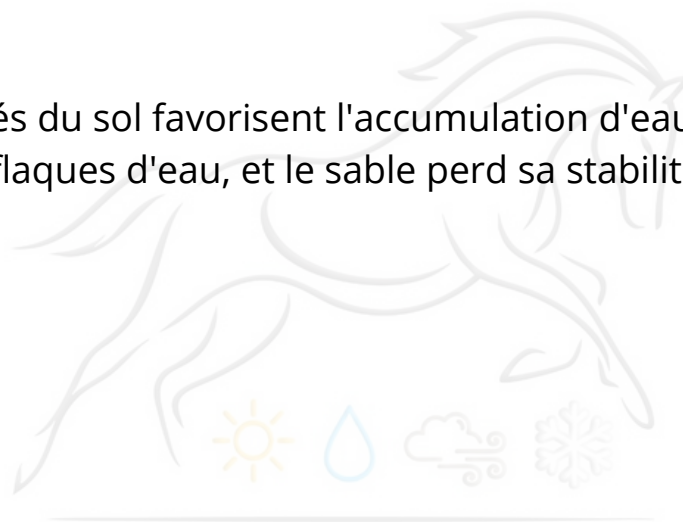 és du sol favorisent l'accumulation d'eau
flaques d'eau, et le sable perd sa stabilit